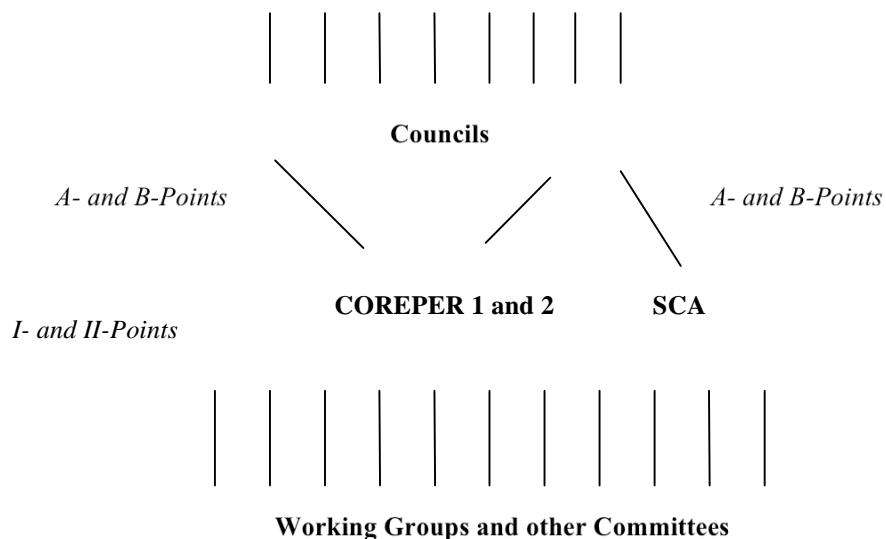 Councils
A- and B-Points
A- and B-Points
COREPER 1 and 2
SCA
I- and II-Points
Working Groups and other Committees